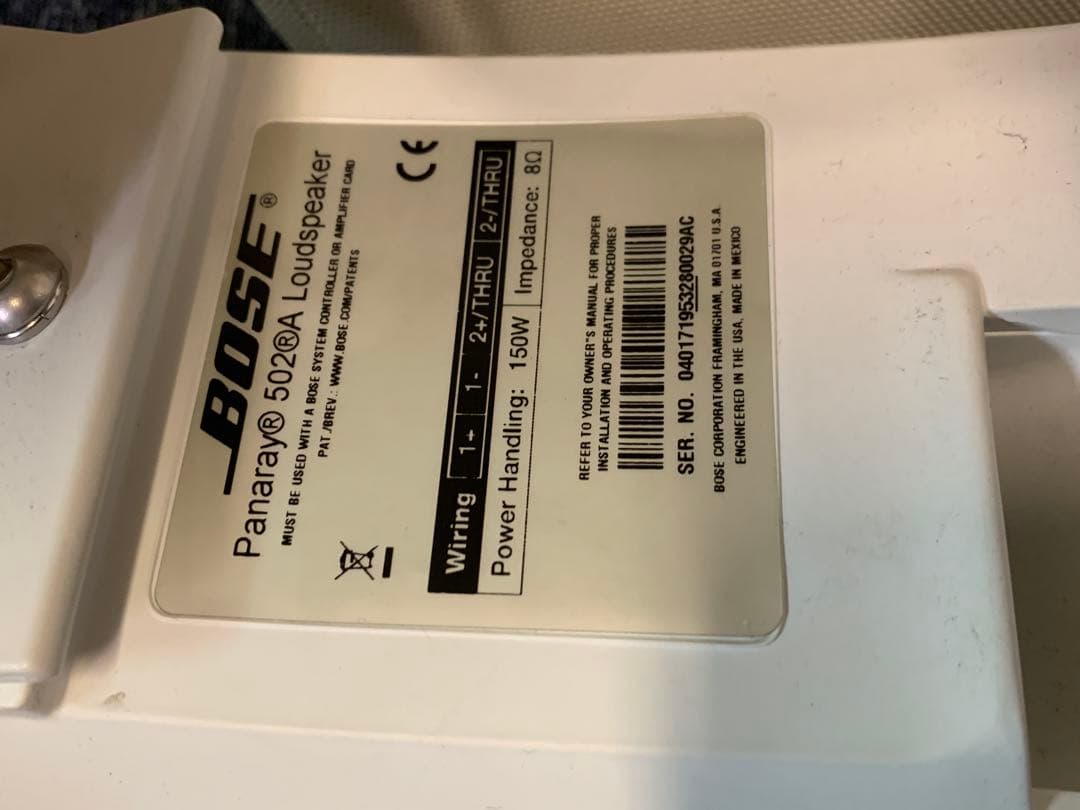 BOSE®
Panaray® 502®A Loudspeaker
MUST BE USED WITH A BOSE SYSTEM CONTROLLER OR AMPLIFIER CARD
PAT./BREV.: WWW.BOSE.COM/PATENTS
CE
Wiring 1+ 1- 2+/THRU 2-/THRU
Power Handling: 150W Impedance: 8Ω
REFER TO YOUR OWNER'S MANUAL FOR PROPER
INSTALLATION AND OPERATING PROCEDURES
SER. NO. 040171953280029AC
BOSE CORPORATION FRAMINGHAM, MA 01701 U.S.A.
ENGINEERED IN THE USA, MADE IN MEXICO